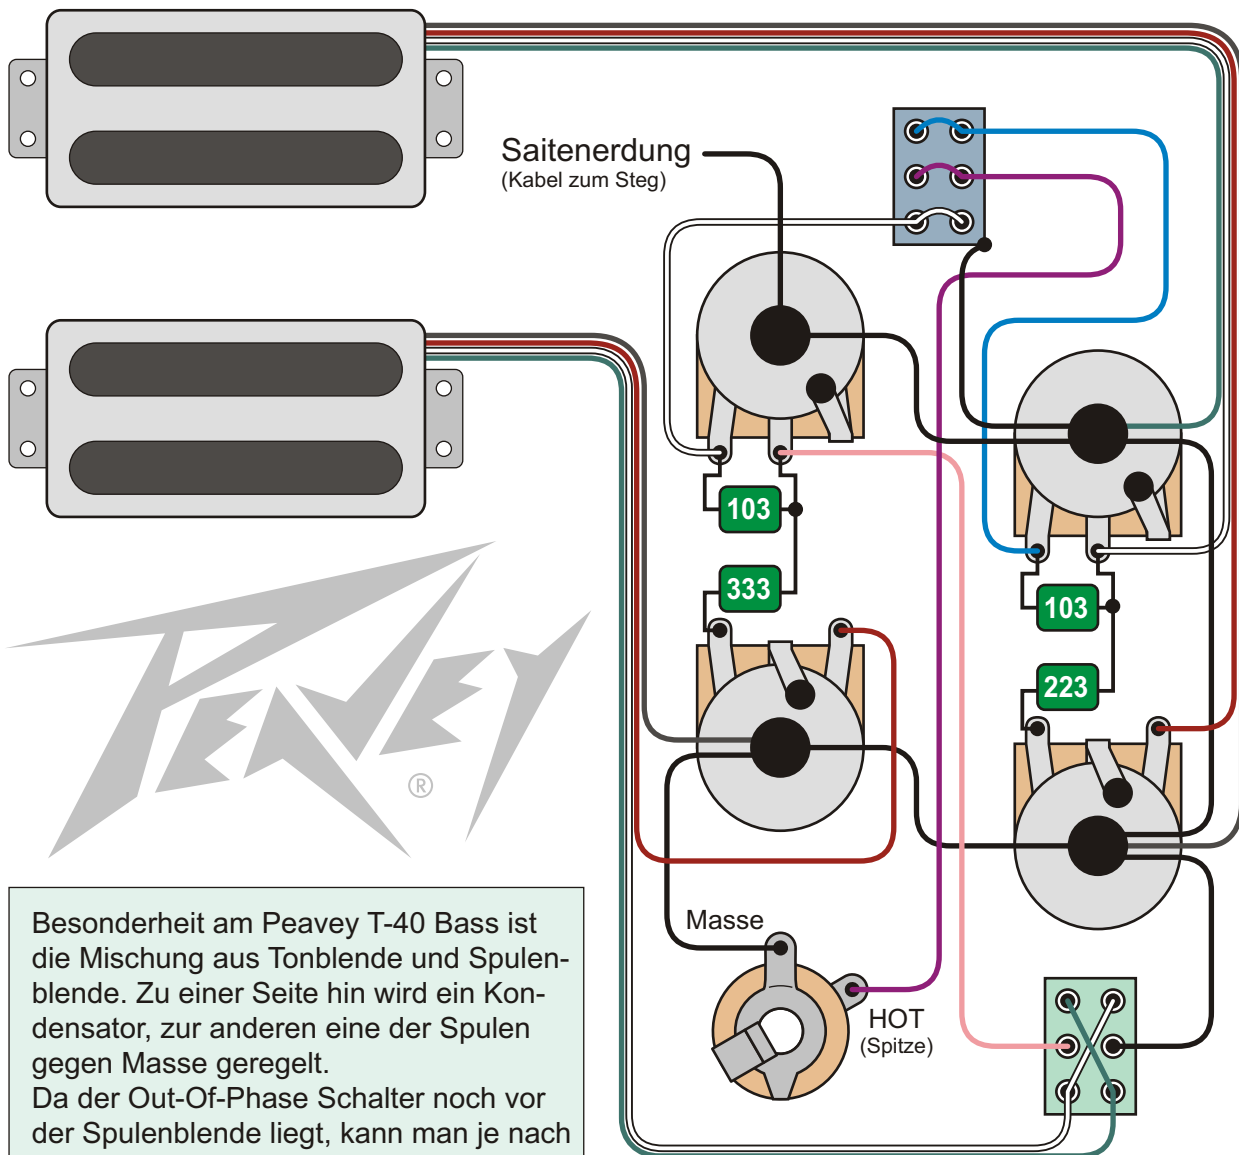 Saitenerdung
(Kabel zum Steg)
103
333
103
223
PEAVEY
®
Masse
HOT
(Spitze)
Besonderheit am Peavey T-40 Bass ist
die Mischung aus Tonblende und Spulen-
blende. Zu einer Seite hin wird ein Kon-
densator, zur anderen eine der Spulen
gegen Masse geregelt.
Da der Out-Of-Phase Schalter noch vor
der Spulenblende liegt, kann man je nach